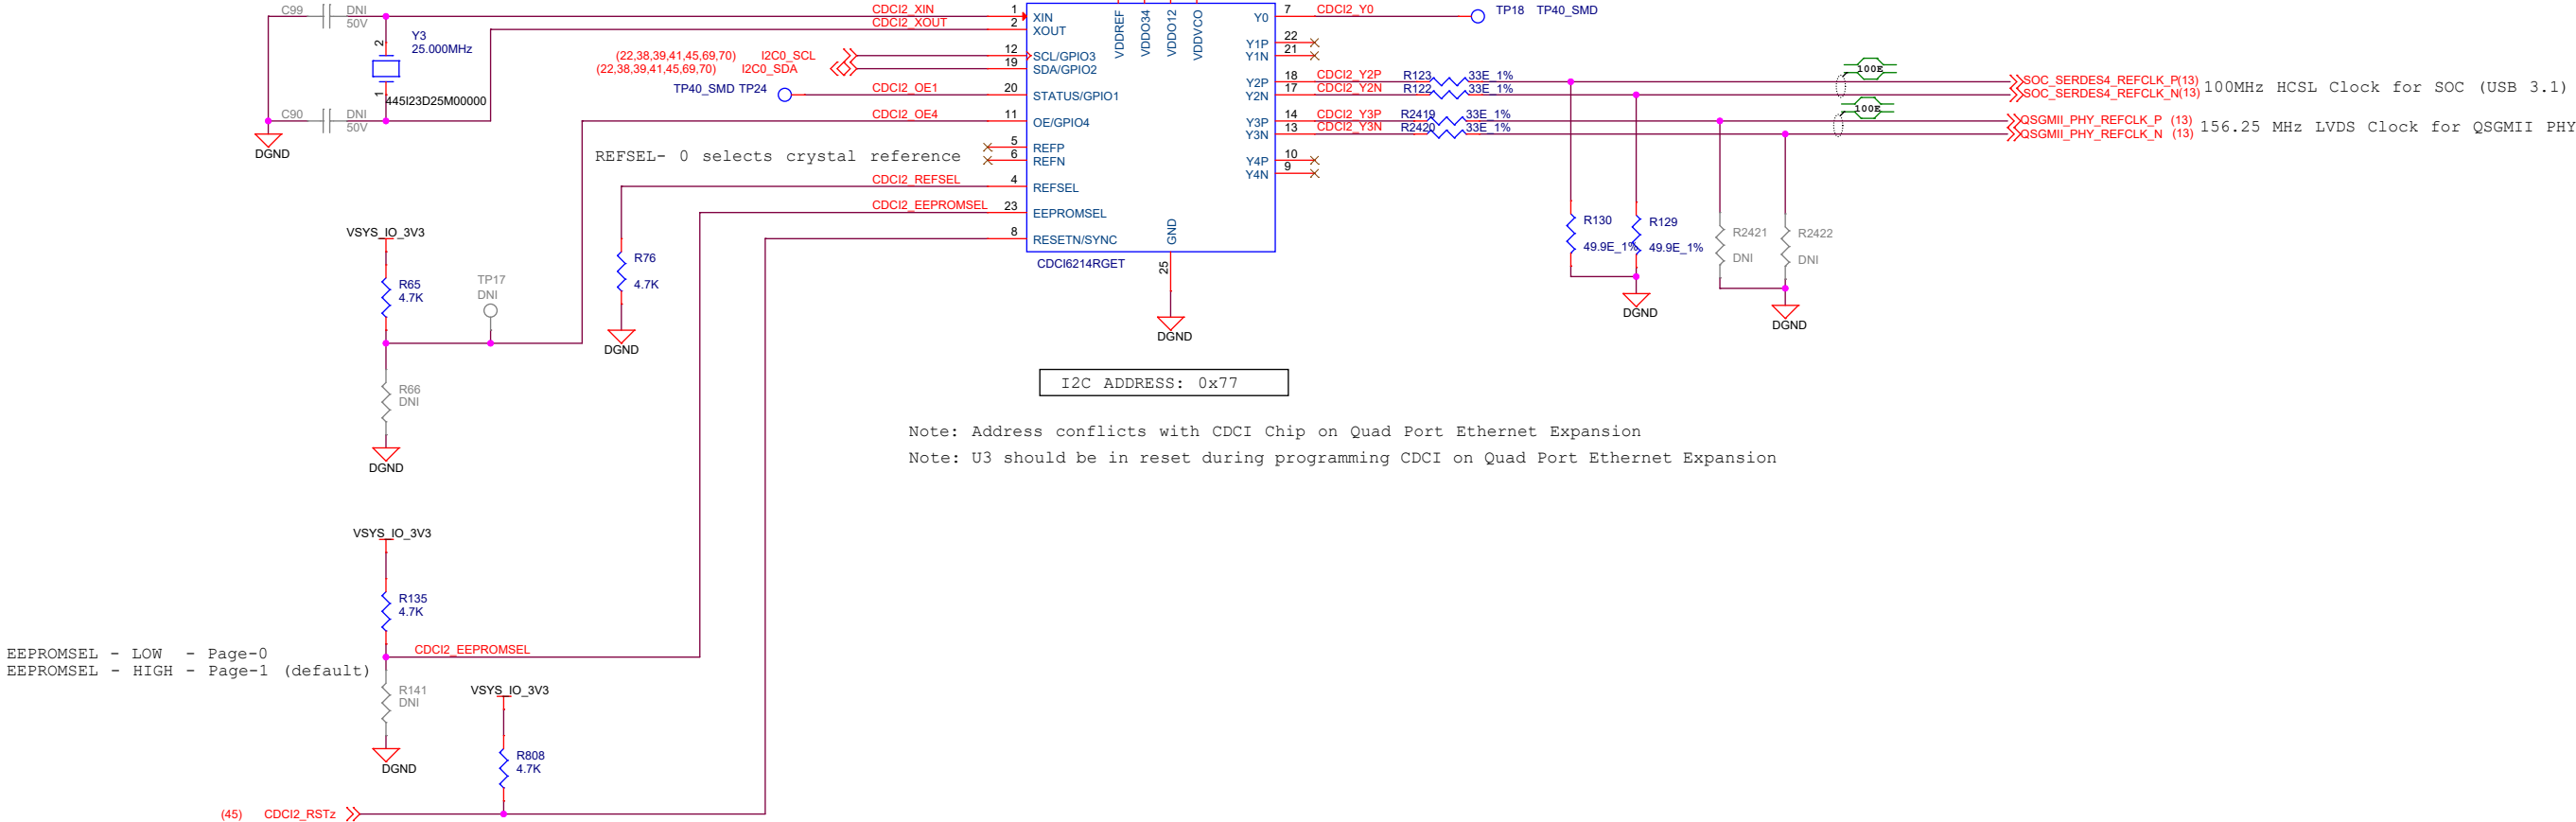 C99
DNI
50V
2
Y3
25.000MHz
1
445I23D25M00000
C90
DNI
50V
DGND
CDCI2_XIN
CDCI2_XOUT
(22,38,39,41,45,69,70) I2C0_SCL
(22,38,39,41,45,69,70) I2C0_SDA
TP40_SMD TP24
CDCI2_OE1
CDCI2_OE4
REFSEL- 0 selects crystal reference
CDCI2_REFSEL
CDCI2_EEPROMSEL
1 XIN
2 XOUT
12 SCL/GPIO3
19 SDA/GPIO2
20 STATUS/GPIO1
11 OE/GPIO4
5 REFP
6 REFN
4 REFSEL
23 EEPROMSEL
8 RESETN/SYNC
VDDREF
VDDO34
VDDO12
VDDVCO
GND
25
DGND
CDCI6214RGET
Y0 7 CDCI2_Y0
TP18 TP40_SMD
Y1P 22
Y1N 21
Y2P 18 CDCI2_Y2P R123 33E_1%
Y2N 17 CDCI2_Y2N R122 33E_1%
Y3P 14 CDCI2_Y3P R2419 33E_1%
Y3N 13 CDCI2_Y3N R2420 33E_1%
Y4P 10
Y4N 9
100E
SOC_SERDES4_REFCLK_P(13)
SOC_SERDES4_REFCLK_N(13)
100MHz HCSL Clock for SOC (USB 3.1)
100E
QSGMII_PHY_REFCLK_P (13)
QSGMII_PHY_REFCLK_N (13)
156.25 MHz LVDS Clock for QSGMII PHY
R130
49.9E_1%
R129
49.9E_1%
DGND
R2421
DNI
R2422
DNI
DGND
VSYS_IO_3V3
R65
4.7K
TP17
DNI
R66
DNI
DGND
R76
4.7K
DGND
I2C ADDRESS: 0x77
Note: Address conflicts with CDCI Chip on Quad Port Ethernet Expansion
Note: U3 should be in reset during programming CDCI on Quad Port Ethernet Expansion
VSYS_IO_3V3
R135
4.7K
EEPROMSEL - LOW - Page-0
EEPROMSEL - HIGH - Page-1 (default)
CDCI2_EEPROMSEL
R141
DNI
DGND
VSYS_IO_3V3
R808
4.7K
(45) CDCI2_RSTz